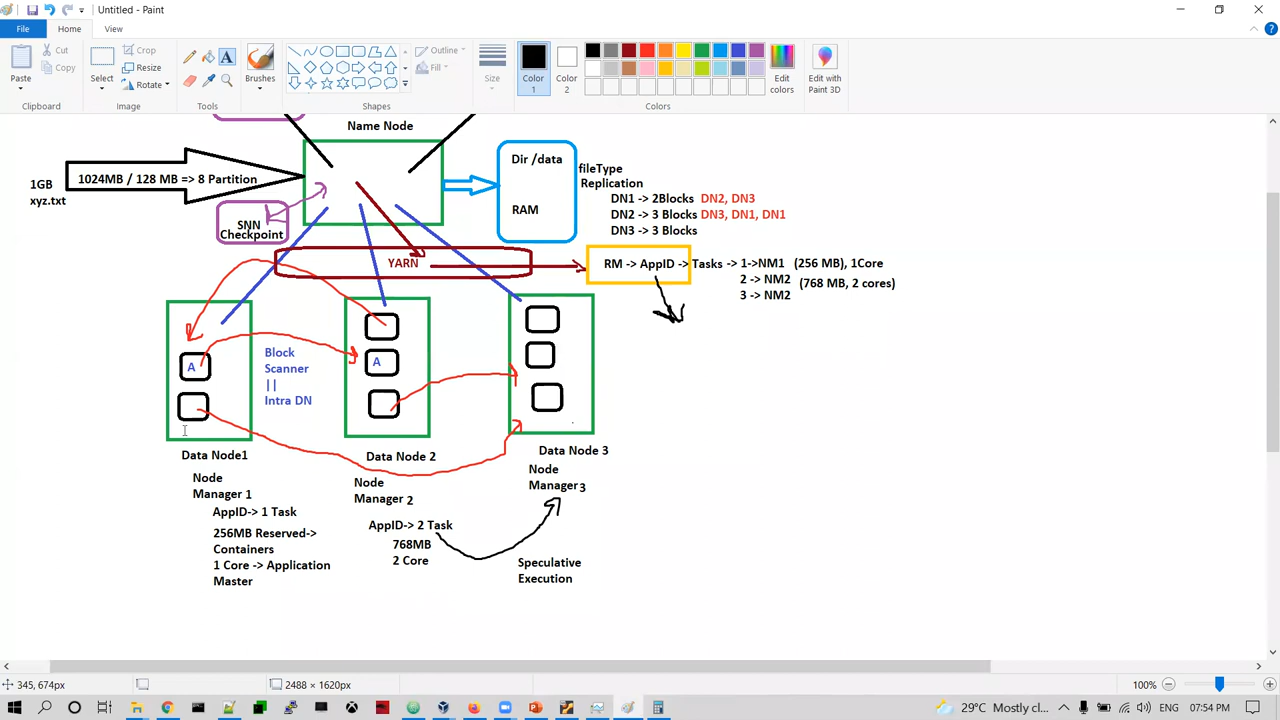 Untitled - Paint
File
Home
View
Paste
Cut
Copy
Clipboard
Select
Crop
Resize
Rotate
Image
Tools
Brushes
Outline
Fill
Shapes
Size
Color 1
Color 2
Edit colors
Edit with Paint 3D
Colors
Name Node
1GB
xyz.txt
1024MB / 128 MB => 8 Partition
SNN
Checkpoint
Dir /data
RAM
fileType
Replication
DN1 -> 2Blocks DN2, DN3
DN2 -> 3 Blocks DN3, DN1, DN1
DN3 -> 3 Blocks
YARN
RM -> AppID -> Tasks -> 1->NM1 (256 MB), 1Core
2 -> NM2 (768 MB, 2 cores)
3 -> NM2
A
Block
Scanner
||
Intra DN
A
Data Node1
Data Node 2
Data Node 3
Node
Manager 1
AppID-> 1 Task
256MB Reserved->
Containers
1 Core -> Application
Master
Node
Manager 2
AppID-> 2 Task
768MB
2 Core
Node
Manager 3
Speculative
Execution
345, 674px
2488 × 1620px
100%
29°C Mostly cl...
ENG
07:54 PM